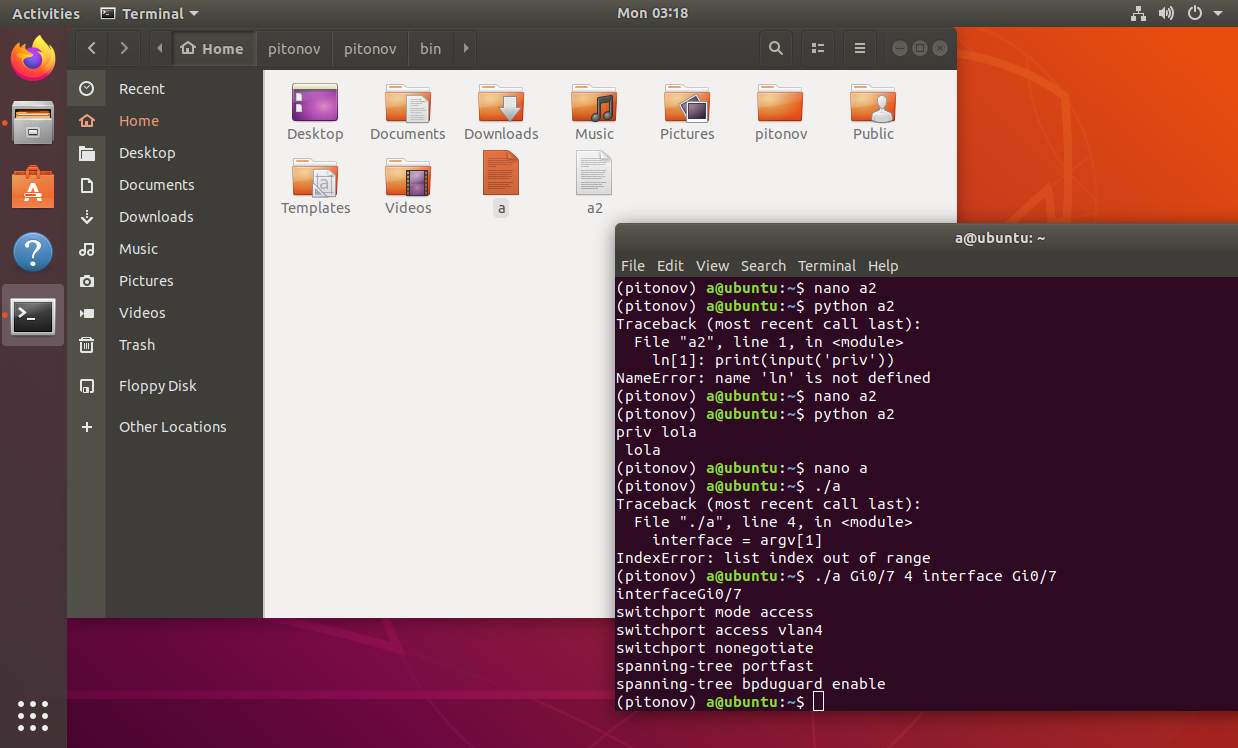 Activities Terminal Mon 03:18
Home pitonov pitonov bin
Recent
Home
Desktop
Documents
Downloads
Music
Pictures
Videos
Trash
Floppy Disk
Other Locations
Desktop Documents Downloads Music Pictures pitonov Public
Templates Videos a a2
a@ubuntu: ~
File Edit View Search Terminal Help
(pitonov) a@ubuntu:~$ nano a2
(pitonov) a@ubuntu:~$ python a2
Traceback (most recent call last):
  File "a2", line 1, in <module>
    ln[1]: print(input('priv'))
NameError: name 'ln' is not defined
(pitonov) a@ubuntu:~$ nano a2
(pitonov) a@ubuntu:~$ python a2
priv lola
 lola
(pitonov) a@ubuntu:~$ nano a
(pitonov) a@ubuntu:~$ ./a
Traceback (most recent call last):
  File "./a", line 4, in <module>
    interface = argv[1]
IndexError: list index out of range
(pitonov) a@ubuntu:~$ ./a Gi0/7 4 interface Gi0/7
interfaceGi0/7
switchport mode access
switchport access vlan4
switchport nonegotiate
spanning-tree portfast
spanning-tree bpduguard enable
(pitonov) a@ubuntu:~$